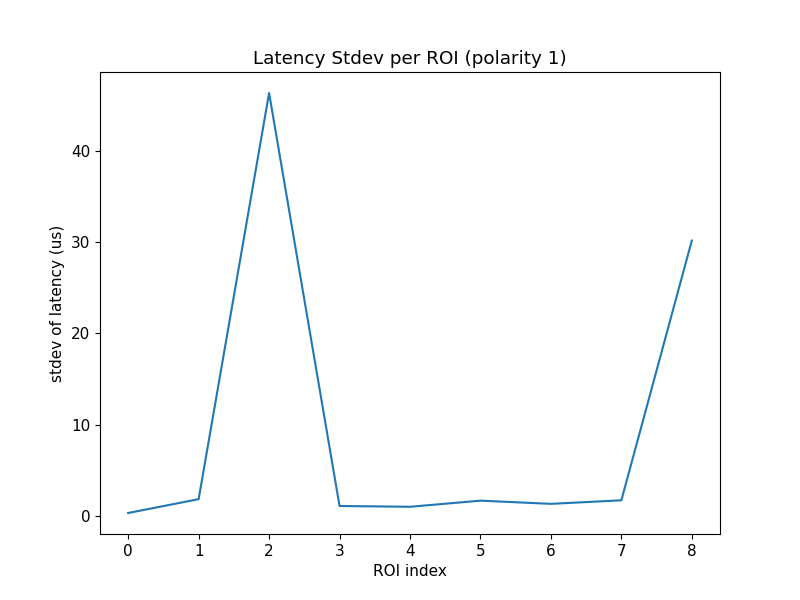 Latency Stdev per ROI (polarity 1)
stdev of latency (us)
40
30
20
10
0
0 1 2 3 4 5 6 7 8
ROI index